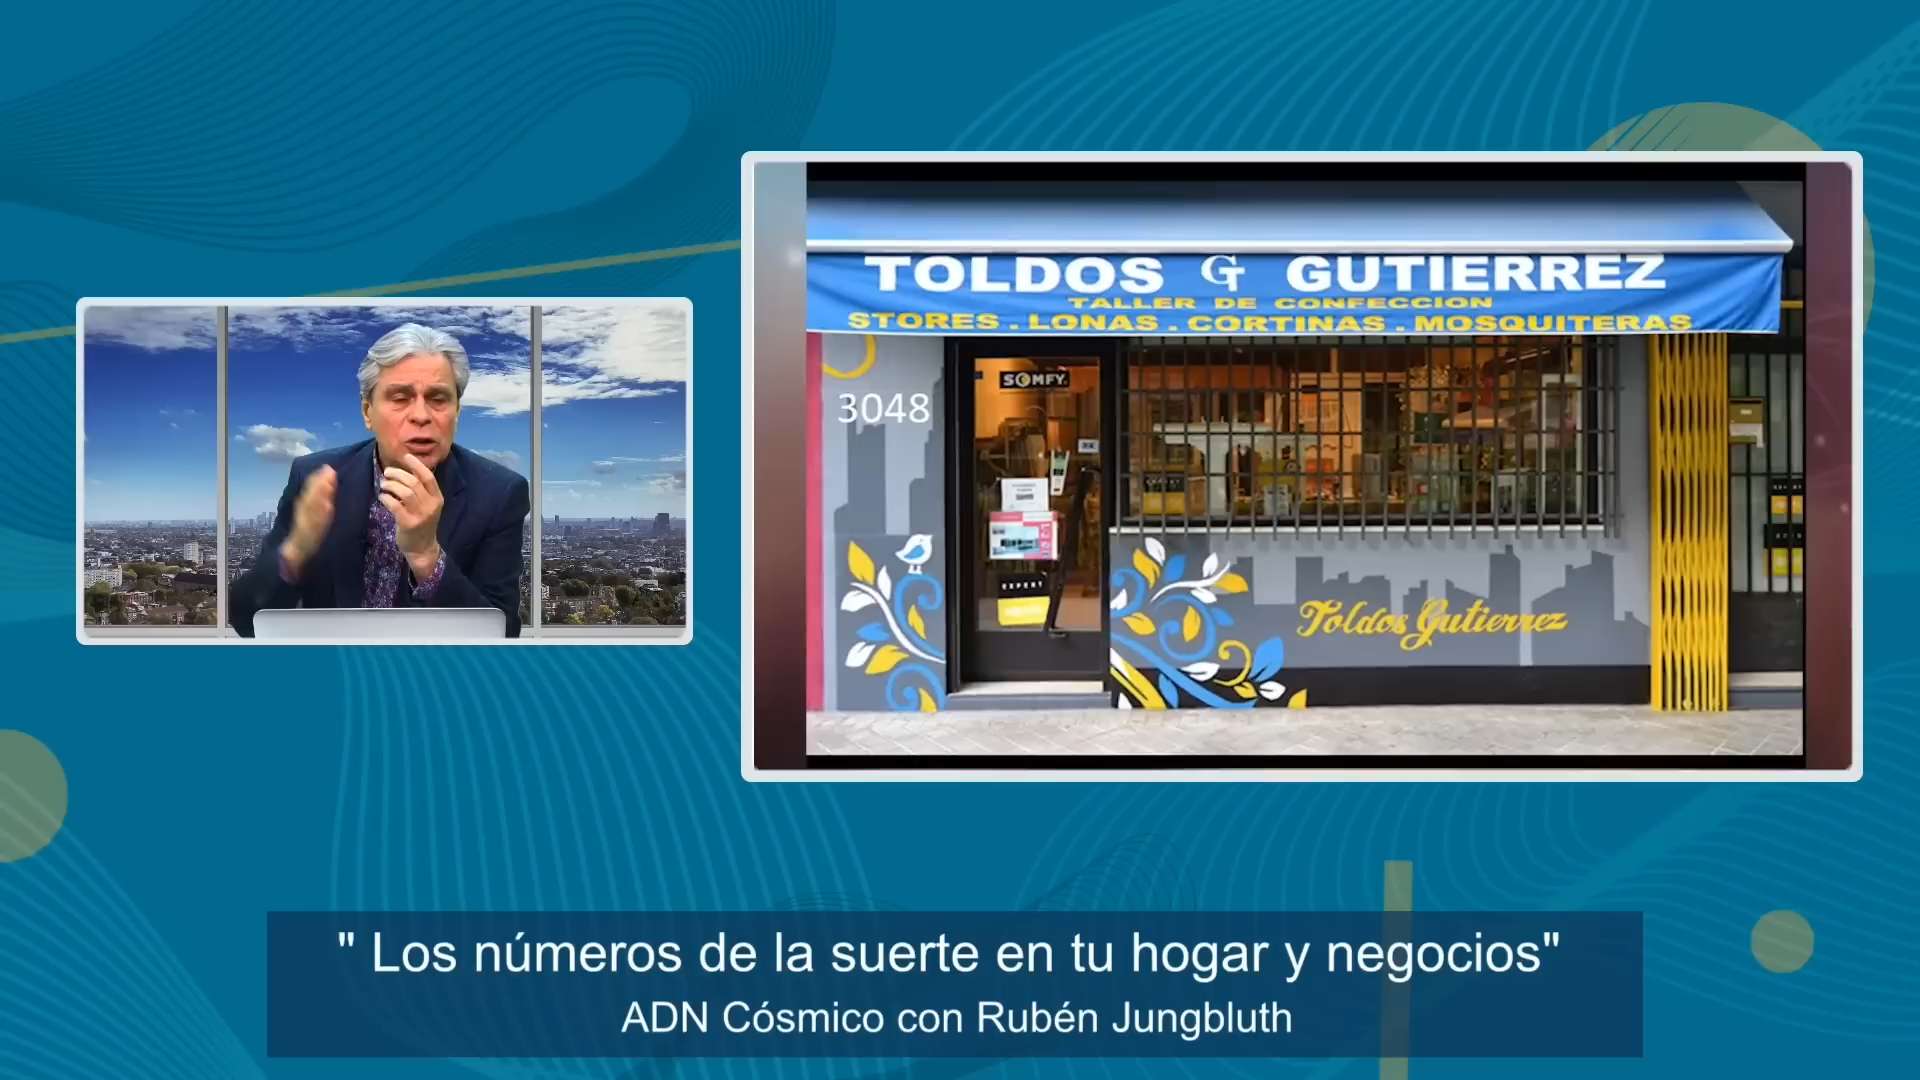 TOLDOS GT GUTIERREZ
TALLER DE CONFECCION
STORES . LONAS . CORTINAS . MOSQUITERAS
SOMFY.
3048
EXPERT
Toldos Gutierrez
" Los números de la suerte en tu hogar y negocios"
ADN Cósmico con Rubén Jungbluth